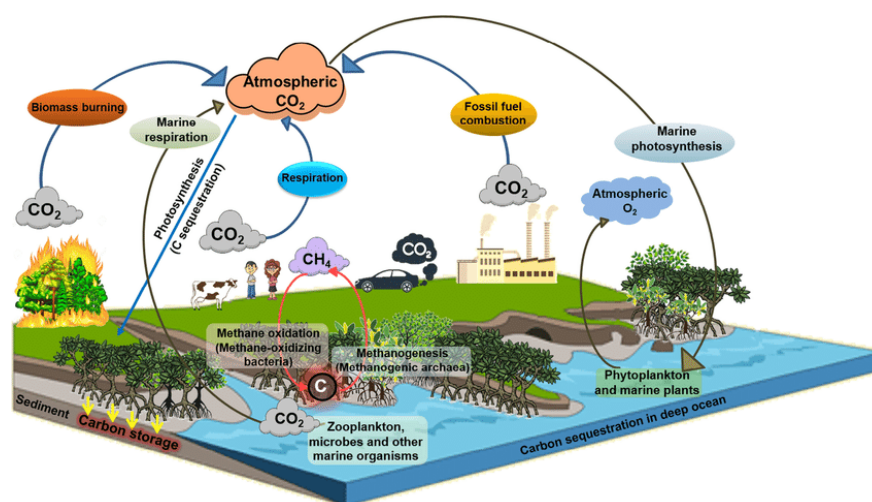 Atmospheric
CO₂
Biomass burning
Marine
respiration
Fossil fuel
combustion
Marine
photosynthesis
Photosynthesis
(C sequestration)
Respiration
Atmospheric
O₂
CO₂
CO₂
CO₂
CO₂
CH₄
Methane oxidation
(Methane-oxidizing
bacteria)
Methanogenesis
(Methanogenic archaea)
C
Phytoplankton
and marine plants
Sediment
Carbon storage
CO₂
Zooplankton,
microbes and other
marine organisms
Carbon sequestration in deep ocean